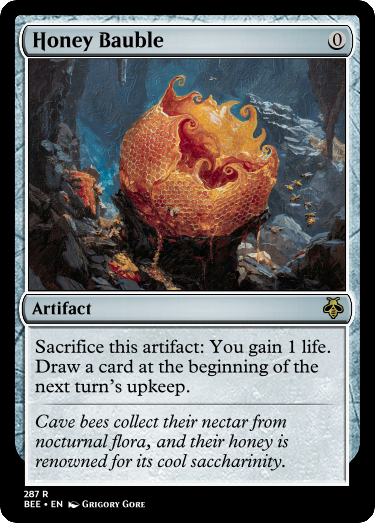 Honey Bauble 0
Artifact
Sacrifice this artifact: You gain 1 life.
Draw a card at the beginning of the
next turn's upkeep.
Cave bees collect their nectar from
nocturnal flora, and their honey is
renowned for its cool saccharinity.
287 R
BEE • EN Grigory Gore